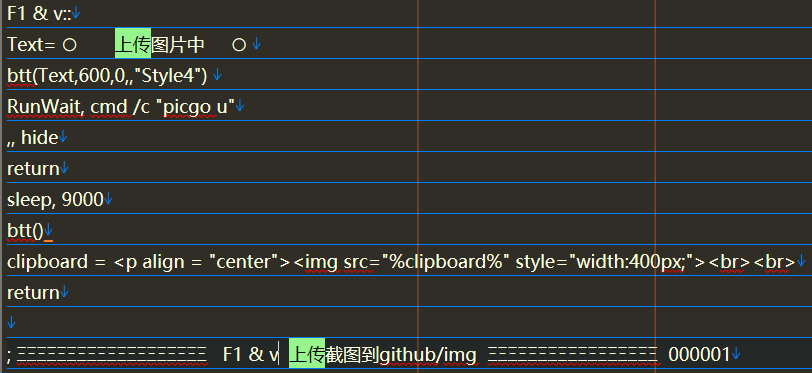 F1 & v::
Text= ○ 上传图片中 ○
btt(Text,600,0,,"Style4")
RunWait, cmd /c "picgo u"
,, hide
return
sleep, 9000
btt()
clipboard = <p align = "center"><img src="%clipboard%" style="width:400px;"><br><br>
return
; ΞΞΞΞΞΞΞΞΞΞΞΞΞΞΞΞΞΞΞ F1 & v 上传截图到github/img ΞΞΞΞΞΞΞΞΞΞΞΞΞΞΞΞΞ 000001